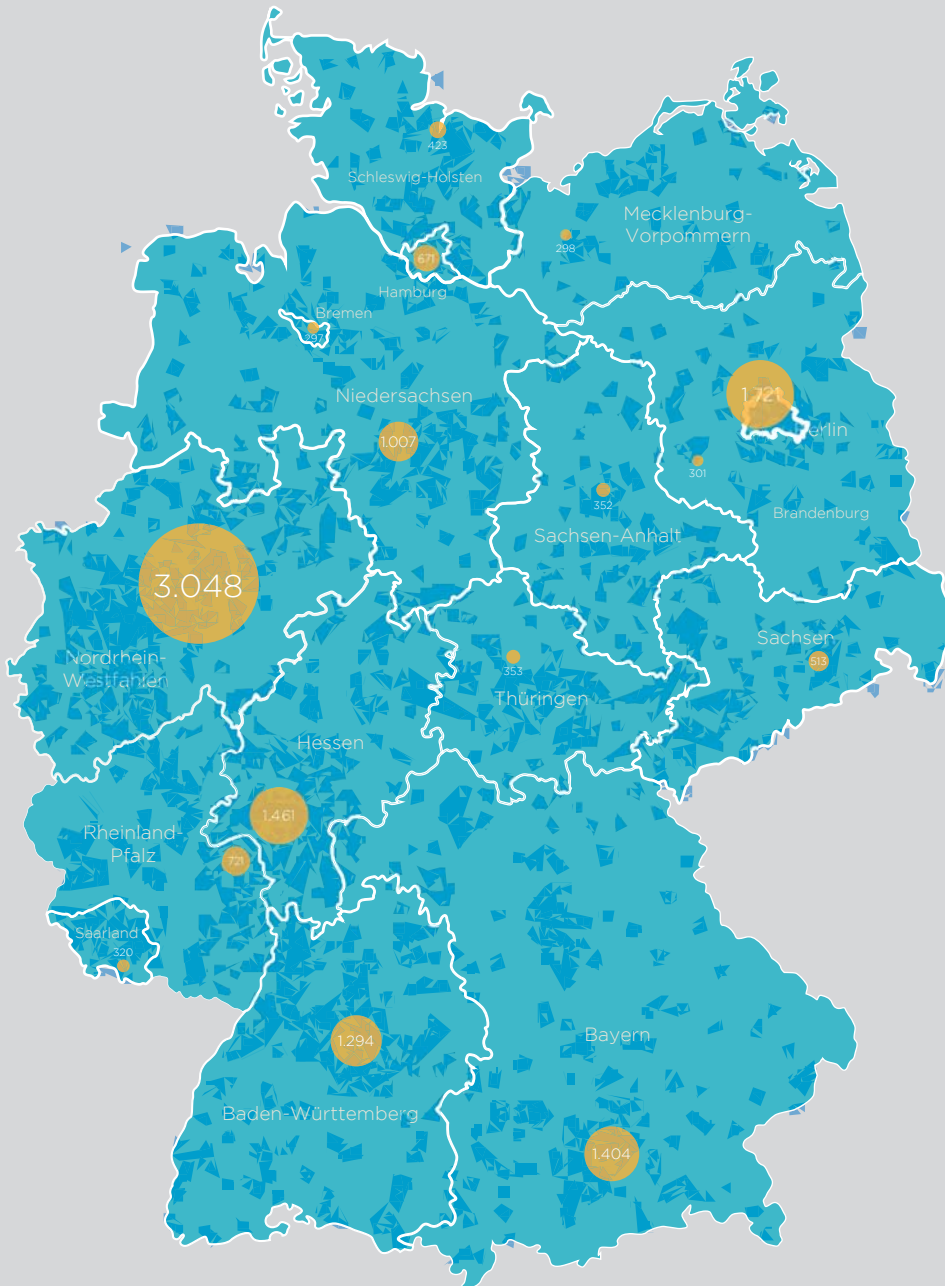 423
Schleswig-Holsten
Mecklenburg-
Vorpommern
298
671
Hamburg
Bremen
297
Niedersachsen
1.007
1.721
erlin
301
352
Brandenburg
Sachsen-Anhalt
3.048
Sachsen
513
Nordrhein-
Westfahlen
353
Thüringen
Hessen
1.461
Rheinland-
Pfalz
721
Saarland
320
Bayern
1.294
Baden-Württemberg
1.404